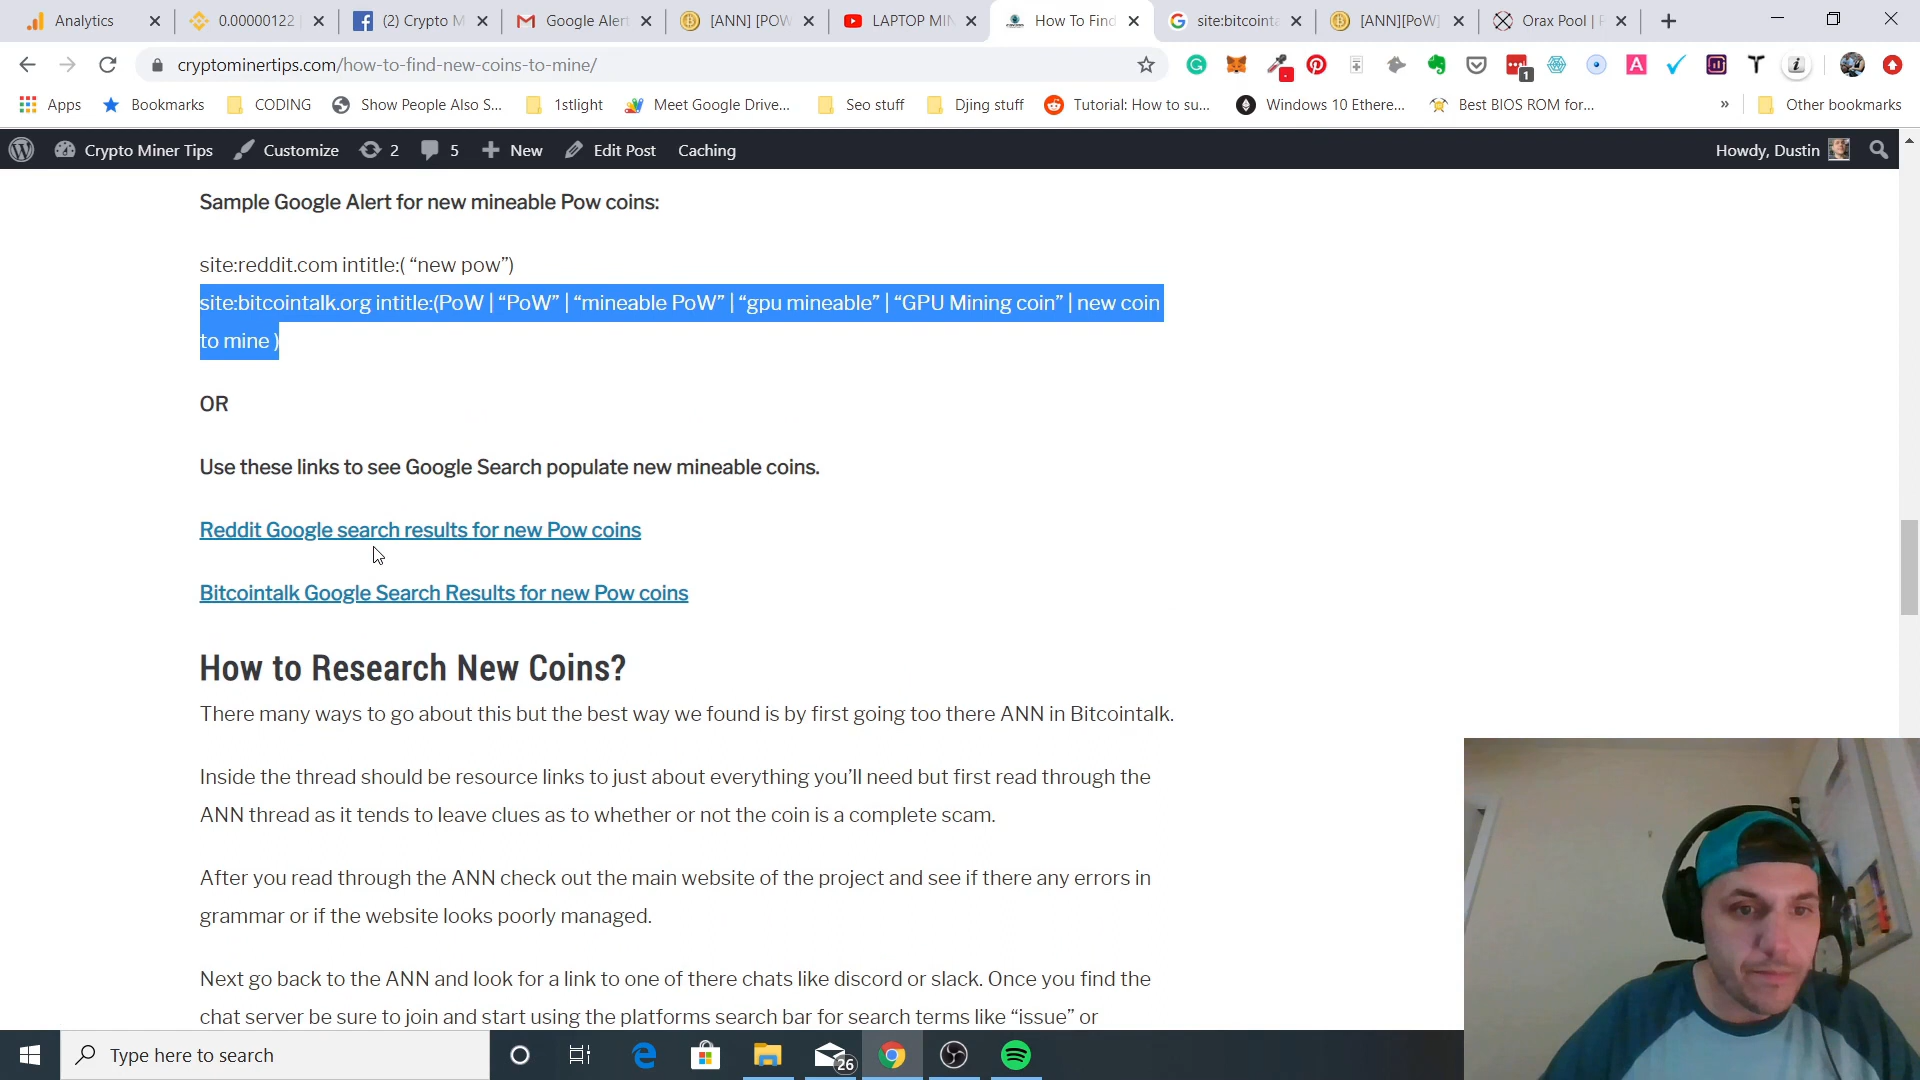 Analytics
0.00000122
(2) Crypto M
Google Aler
[ANN] [POW
LAPTOP MIN
How To Find
site:bitcointa
[ANN][PoW]
Orax Pool | P
cryptominertips.com/how-to-find-new-coins-to-mine/
1
Apps
Bookmarks
CODING
Show People Also S...
1stlight
Meet Google Drive...
Seo stuff
Djing stuff
Tutorial: How to su...
Windows 10 Ethere...
Best BIOS ROM for...
»
Other bookmarks
Crypto Miner Tips
Customize
2
5
New
Edit Post
Caching
Howdy, Dustin
Sample Google Alert for new mineable Pow coins:
site:reddit.com intitle:( “new pow”)
site:bitcointalk.org intitle:(PoW | “PoW” | “mineable PoW” | “gpu mineable” | “GPU Mining coin” | new coin
to mine )
OR
Use these links to see Google Search populate new mineable coins.
Reddit Google search results for new Pow coins
Bitcointalk Google Search Results for new Pow coins
How to Research New Coins?
There many ways to go about this but the best way we found is by first going too there ANN in Bitcointalk.
Inside the thread should be resource links to just about everything you’ll need but first read through the
ANN thread as it tends to leave clues as to whether or not the coin is a complete scam.
After you read through the ANN check out the main website of the project and see if there any errors in
grammar or if the website looks poorly managed.
Next go back to the ANN and look for a link to one of there chats like discord or slack. Once you find the
chat server be sure to join and start using the platforms search bar for search terms like “issue” or
Type here to search
26